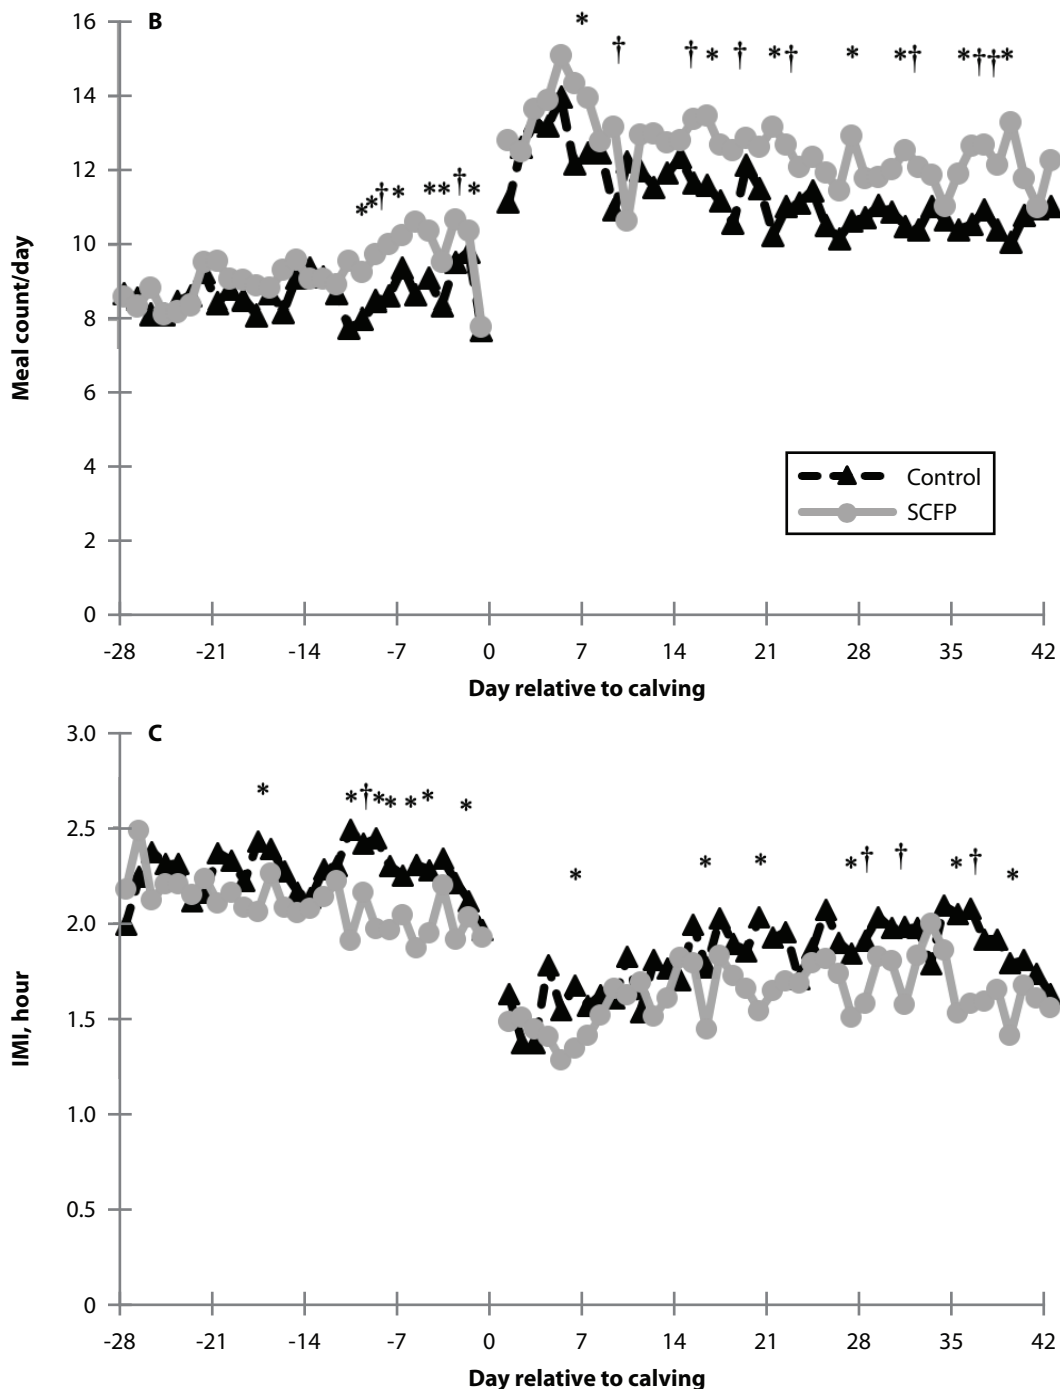 B
16
14
12
10
8
6
4
2
0
Meal count/day
* † † * † * † * * † * † † *
* * † * * * † *
Control
SCFP
-28 -21 -14 -7 0 7 14 21 28 35 42
Day relative to calving
C
3.0
2.5
2.0
1.5
1.0
0.5
0
IMI, hour
* * † * * * * *
* * * * † † * † *
-28 -21 -14 -7 0 7 14 21 28 35 42
Day relative to calving